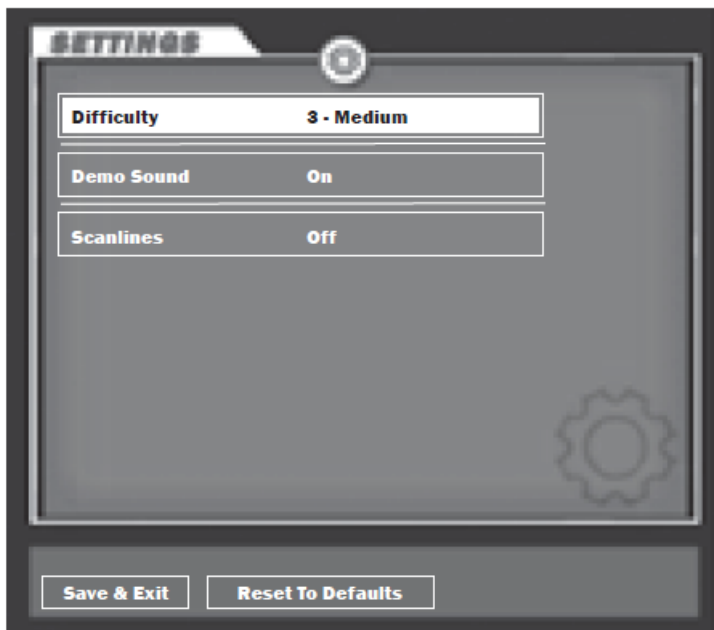 SETTINGS
Difficulty 3 - Medium
Demo Sound On
Scanlines Off
Save & Exit Reset To Defaults